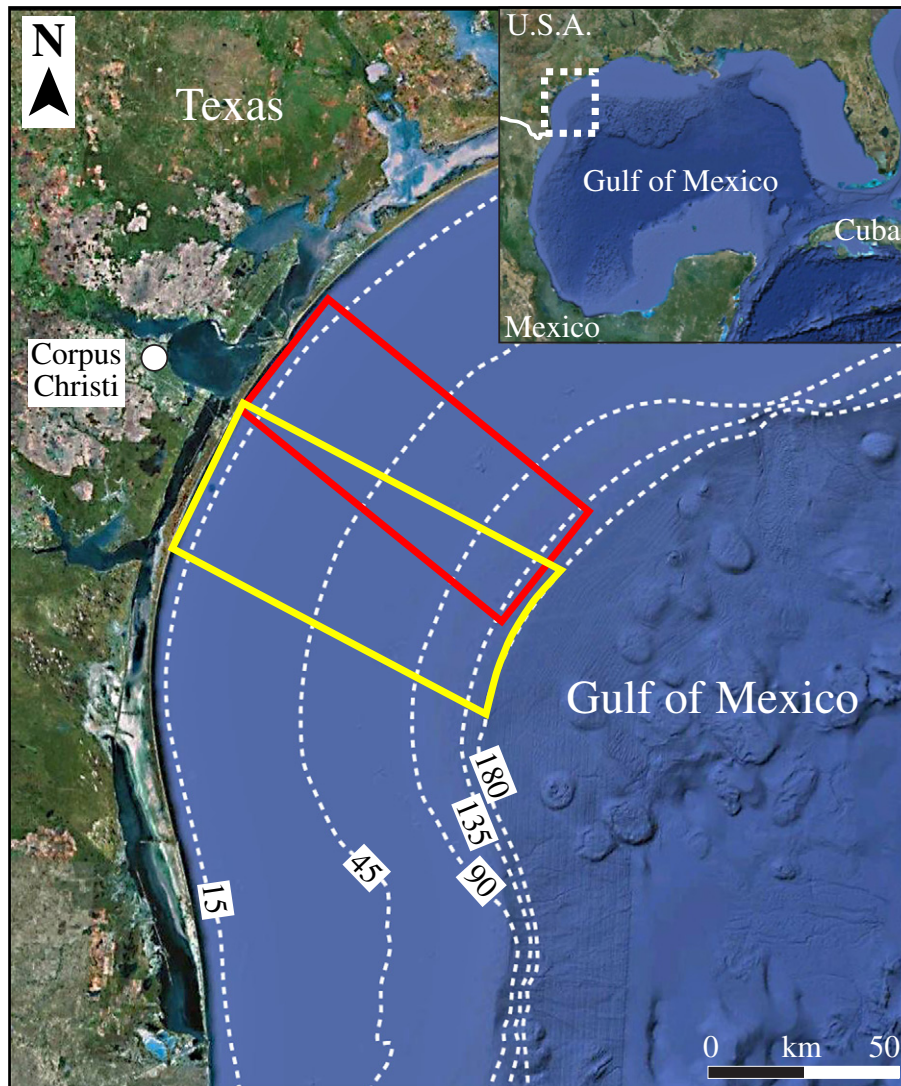 N
Texas
U.S.A.
Gulf of Mexico
Cuba
Mexico
Corpus
Christi
Gulf of Mexico
180
135
90
45
15
0 km 50